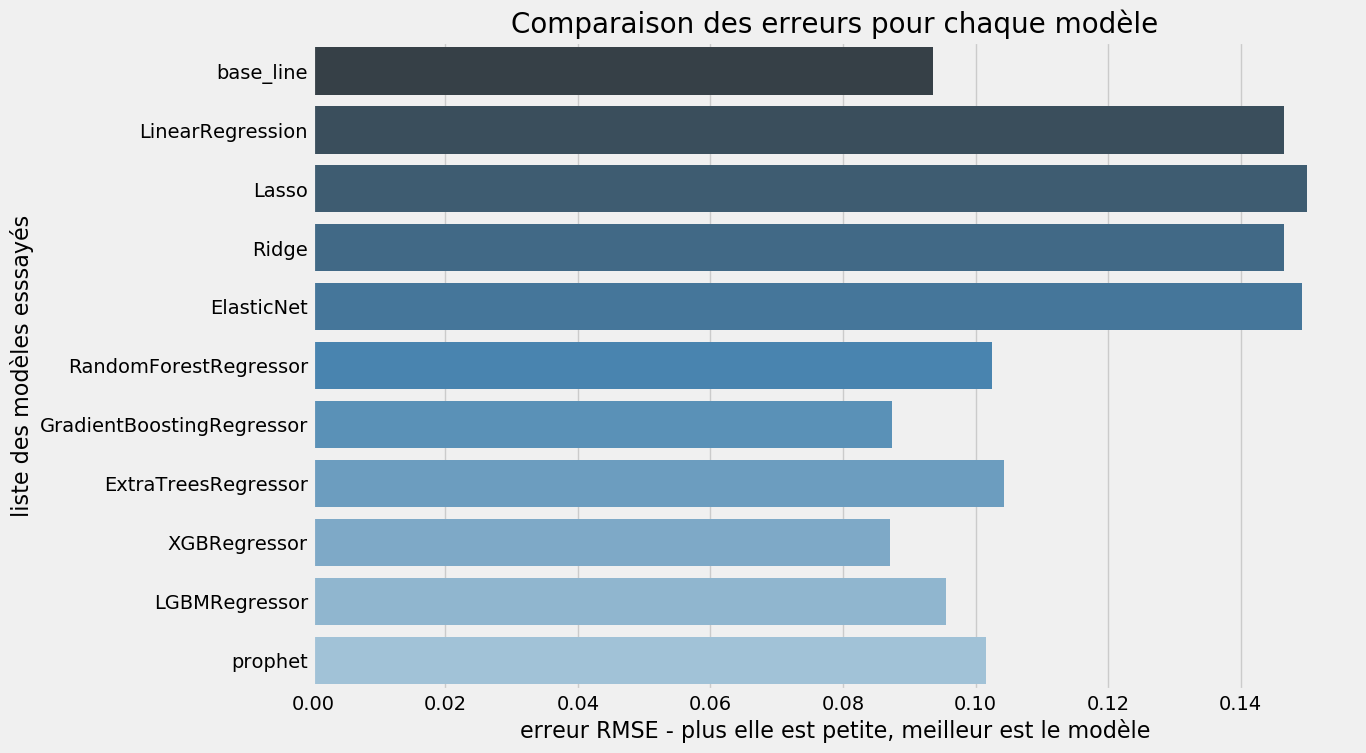 Comparaison des erreurs pour chaque modèle
liste des modèles esssayés
base_line
LinearRegression
Lasso
Ridge
ElasticNet
RandomForestRegressor
GradientBoostingRegressor
ExtraTreesRegressor
XGBRegressor
LGBMRegressor
prophet
0.00 0.02 0.04 0.06 0.08 0.10 0.12 0.14
erreur RMSE - plus elle est petite, meilleur est le modèle